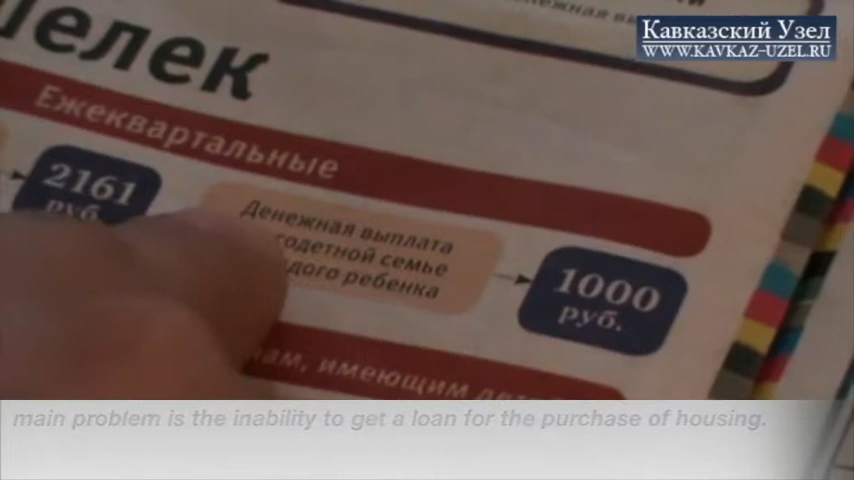 Кавказский Узел
WWW.KAVKAZ-UZEL.RU
Ежеквартальные
2161
руб.
Денежная выплата
семье
ребенка
1000
руб.
имеющим
main problem is the inability to get a loan for the purchase of housing.